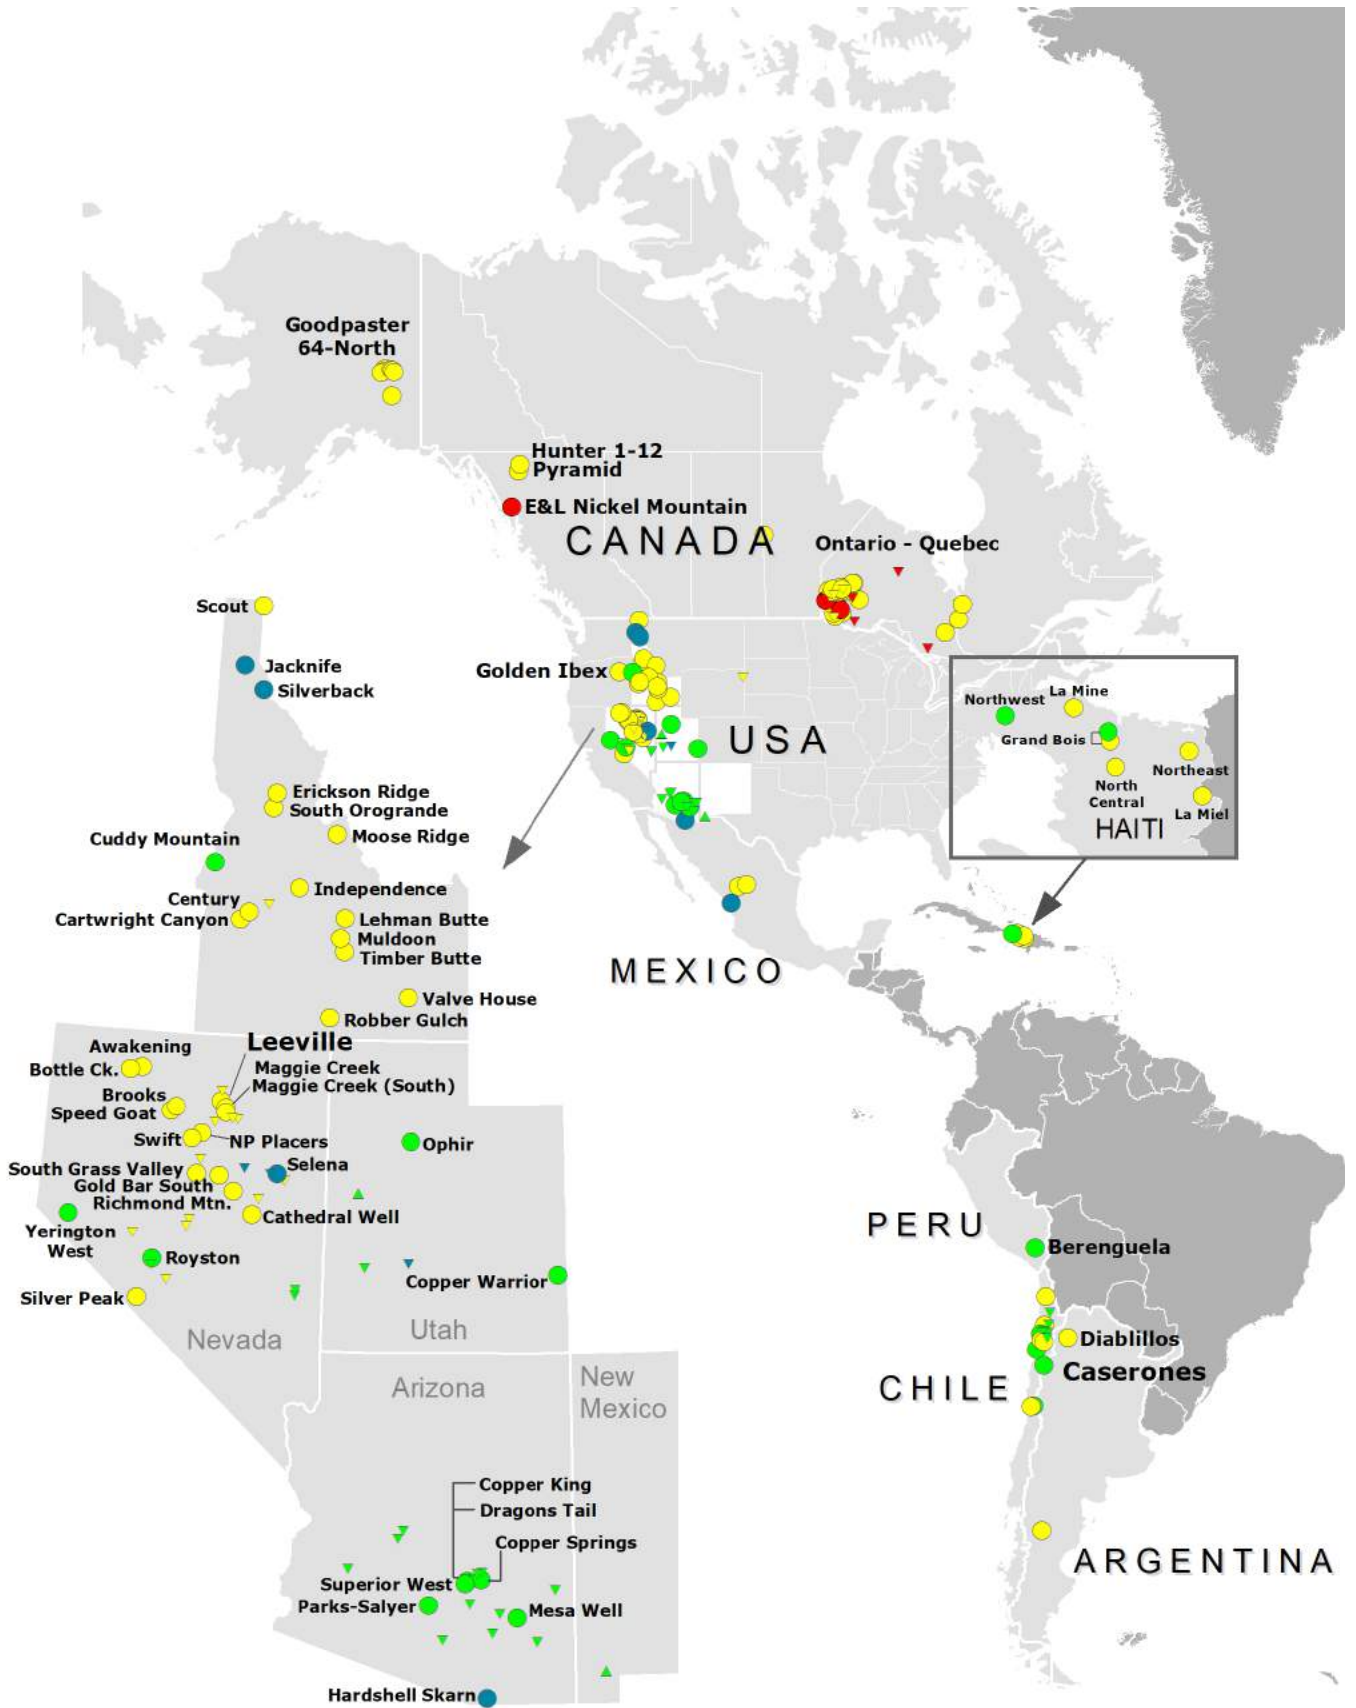 Goodpaster
64-North
Hunter 1-12
Pyramid
E&L Nickel Mountain
CANADA
Ontario - Quebec
Scout
Jacknife
Silverback
Golden Ibex
USA
Northwest
La Mine
Grand Bois
Northeast
North
Central
La Miel
HAITI
Erickson Ridge
South Orogrande
Moose Ridge
Cuddy Mountain
Independence
Century
Cartwright Canyon
Lehman Butte
Muldoon
Timber Butte
Valve House
Robber Gulch
MEXICO
Awakening
Bottle Ck.
Leeville
Maggie Creek
Maggie Creek (South)
Brooks
Speed Goat
Swift
NP Placers
Ophir
South Grass Valley
Selena
Gold Bar South
Richmond Mtn.
Cathedral Well
Yerington
West
Royston
Silver Peak
Copper Warrior
Nevada
Utah
Arizona
New
Mexico
PERU
Berenguela
Diablillos
Caserones
CHILE
ARGENTINA
Copper King
Dragons Tail
Copper Springs
Superior West
Parks-Salyer
Mesa Well
Hardshell Skarn